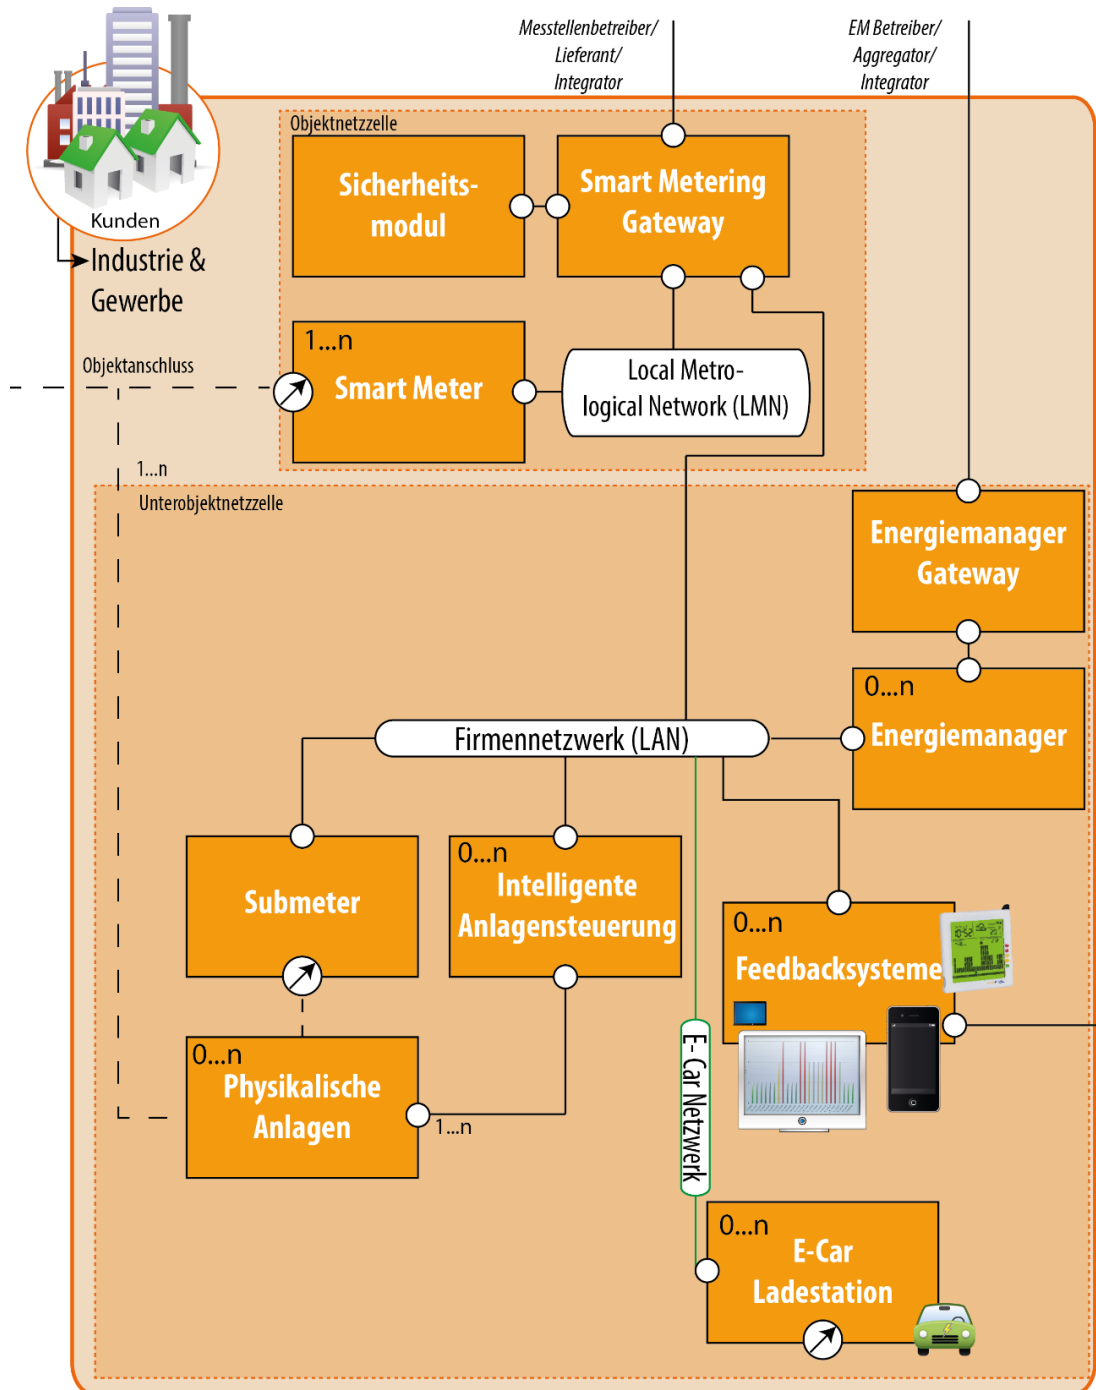 Messtellenbetreiber/
Lieferant/
Integrator
EM Betreiber/
Aggregator/
Integrator
Kunden
Industrie &
Gewerbe
Objektnetzzelle
Sicherheits-
modul
Smart Metering
Gateway
1...n
Smart Meter
Local Metro-
logical Network (LMN)
Objektanschluss
1...n
Unterobjektnetzzelle
Energiemanager
Gateway
0...n
Energiemanager
Firmennetzwerk (LAN)
Submeter
0...n
Intelligente
Anlagensteuerung
0...n
Feedbacksysteme
10:52
0...n
Physikalische
Anlagen
1...n
E- Car Netzwerk
0...n
E-Car
Ladestation